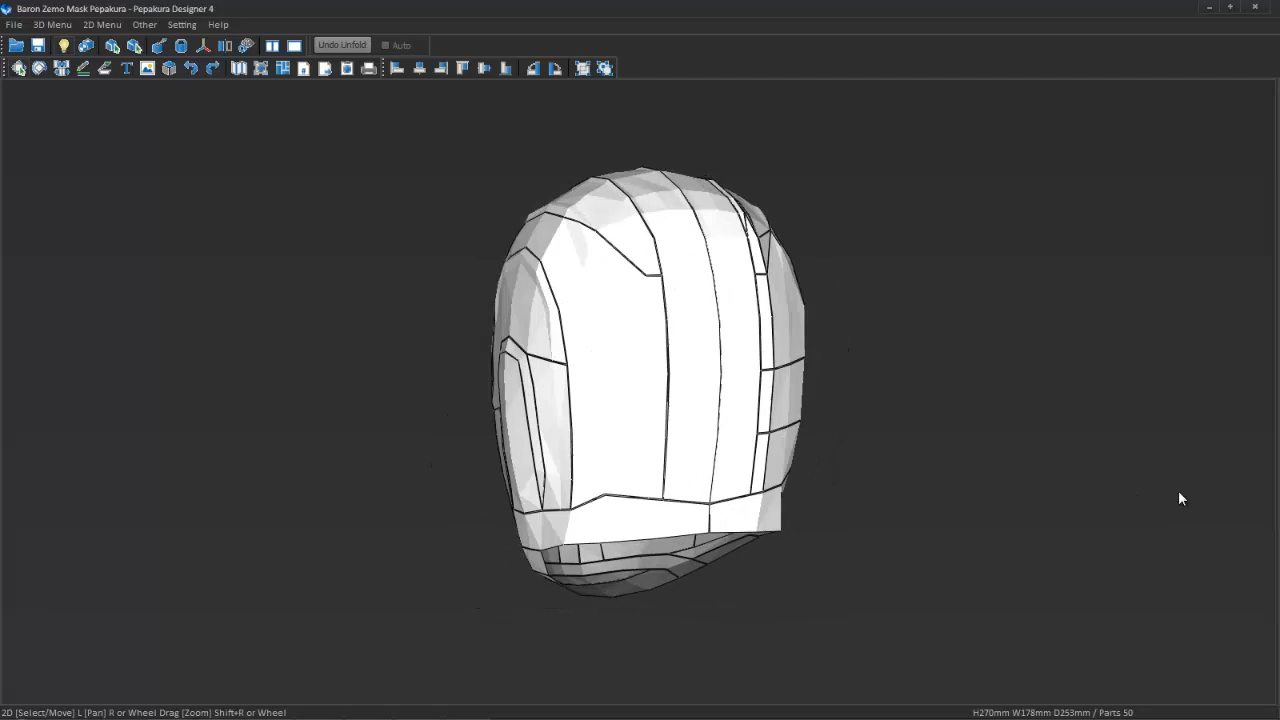 Baron Zemo Mask Pepakura - Pepakura Designer 4
File 3D Menu 2D Menu Other Setting Help
Undo Unfold Auto
2D [Select/Move] L [Pan] R or Wheel Drag [Zoom] Shift+R or Wheel
H270mm W178mm D253mm / Parts 50